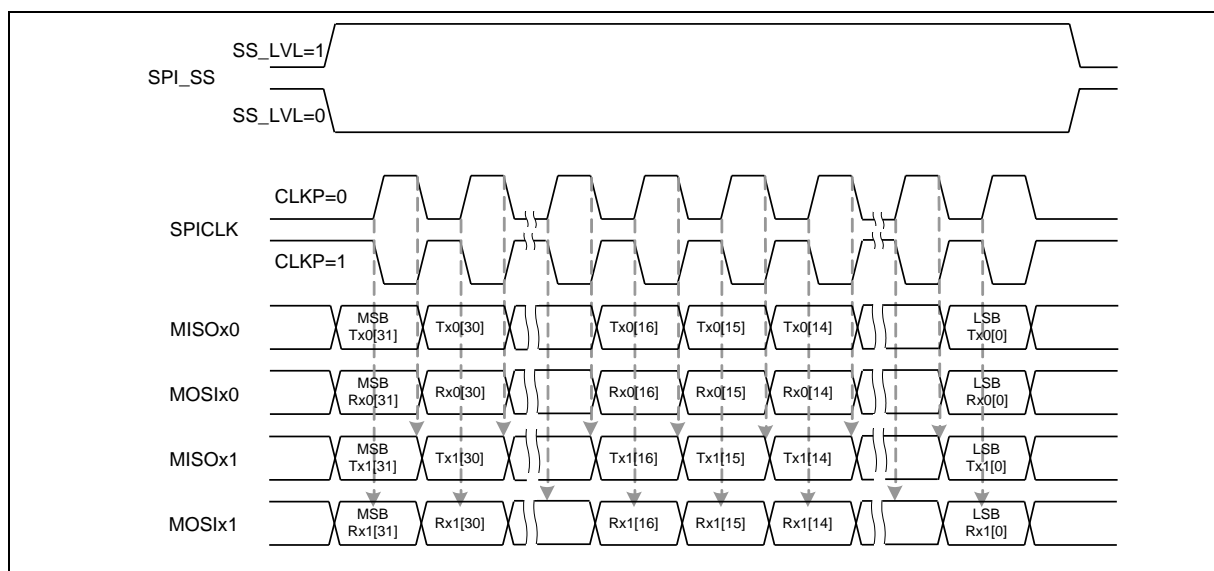 SS_LVL=1
SPI_SS
SS_LVL=0
CLKP=0
SPICLK
CLKP=1
MISOx0
MSB
Tx0[31]
Tx0[30]
Tx0[16]
Tx0[15]
Tx0[14]
LSB
Tx0[0]
MOSIx0
MSB
Rx0[31]
Rx0[30]
Rx0[16]
Rx0[15]
Rx0[14]
LSB
Rx0[0]
MISOx1
MSB
Tx1[31]
Tx1[30]
Tx1[16]
Tx1[15]
Tx1[14]
LSB
Tx1[0]
MOSIx1
MSB
Rx1[31]
Rx1[30]
Rx1[16]
Rx1[15]
Rx1[14]
LSB
Rx1[0]